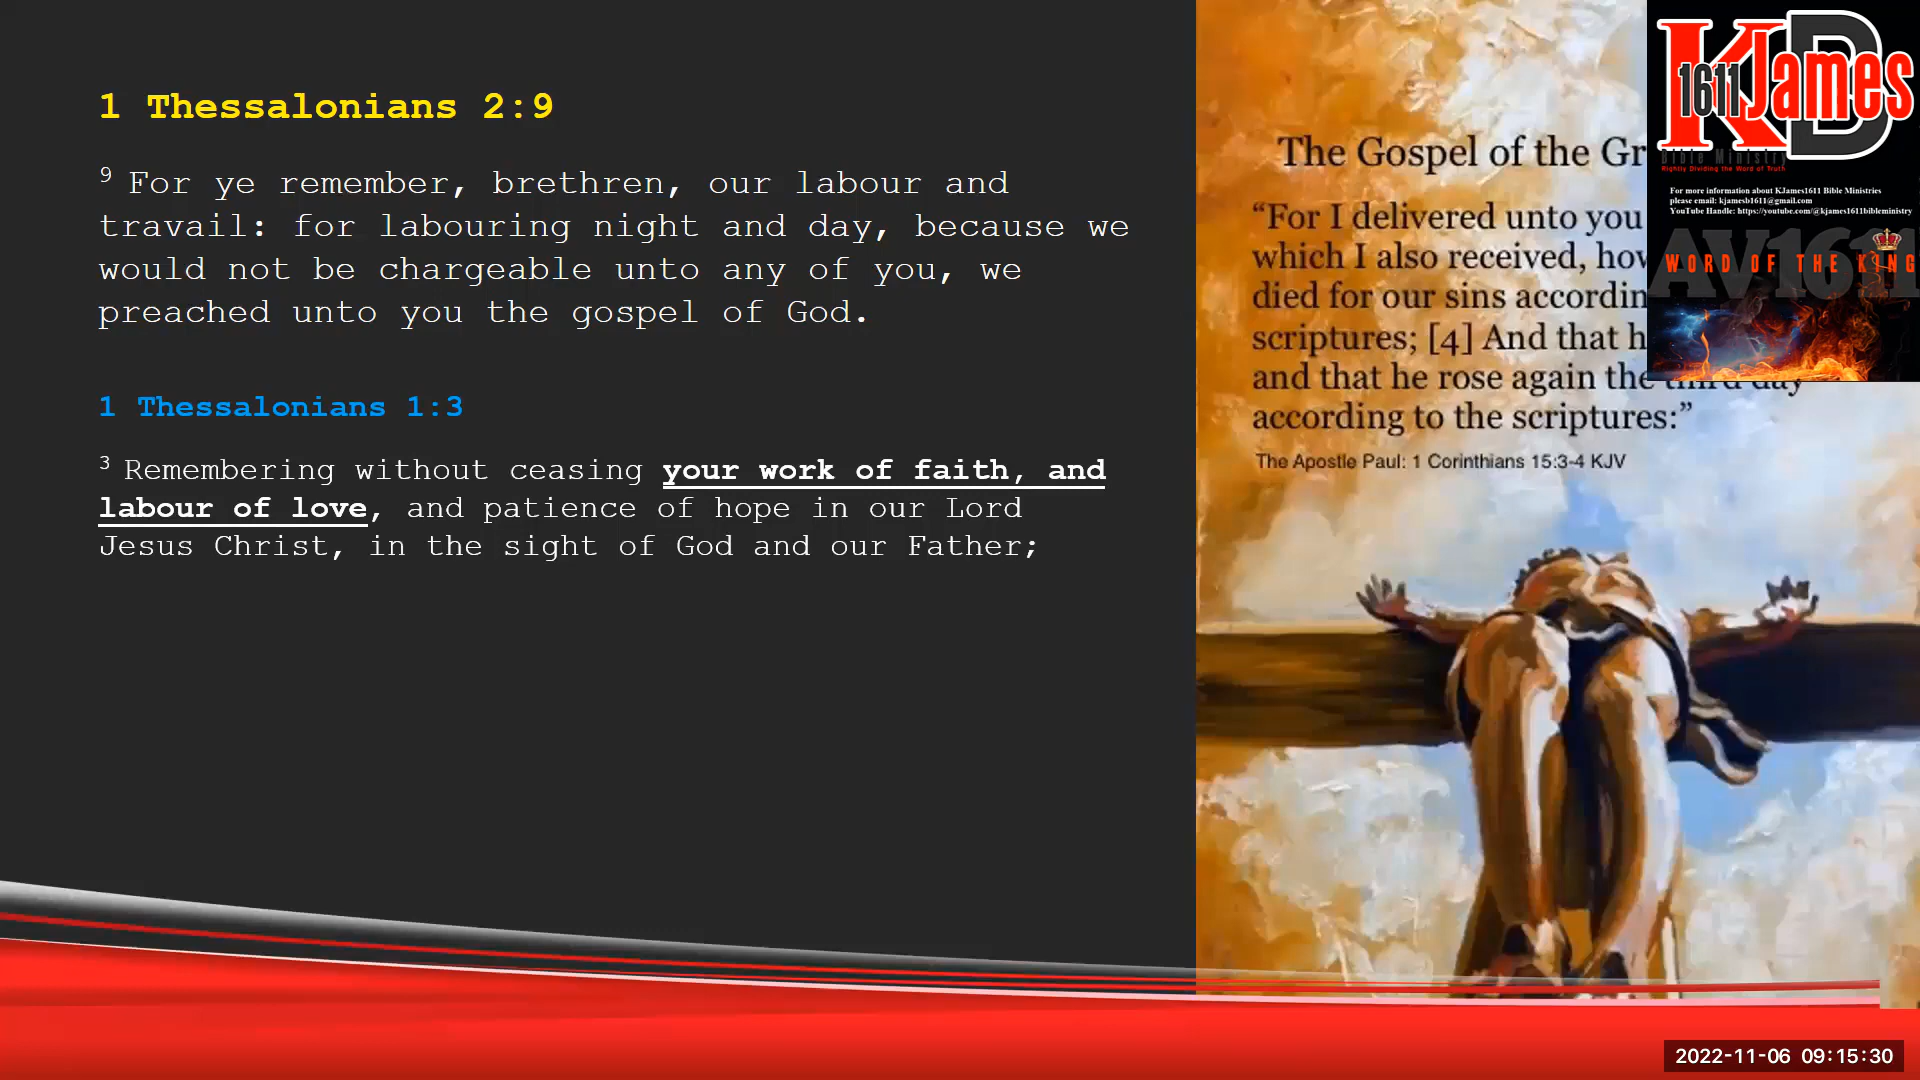 1 Thessalonians 2:9
9 For ye remember, brethren, our labour and
travail: for labouring night and day, because we
would not be chargeable unto any of you, we
preached unto you the gospel of God.
1 Thessalonians 1:3
3 Remembering without ceasing your work of faith, and
labour of love, and patience of hope in our Lord
Jesus Christ, in the sight of God and our Father;
The Gospel of the Gr
“For I delivered unto you
which I also received, how
died for our sins accordin
scriptures; [4] And that h
and that he rose again the third day
according to the scriptures:”
The Apostle Paul: 1 Corinthians 15:3-4 KJV
KB
1611 James
Bible Ministry
Rightly Dividing the Word of Truth
For more information about KJames1611 Bible Ministries
please email: kjamesb1611@gmail.com
YouTube Handle: https://youtube.com/@kjames1611bibleministry
AV1611
WORD OF THE KING
2022-11-06 09:15:30